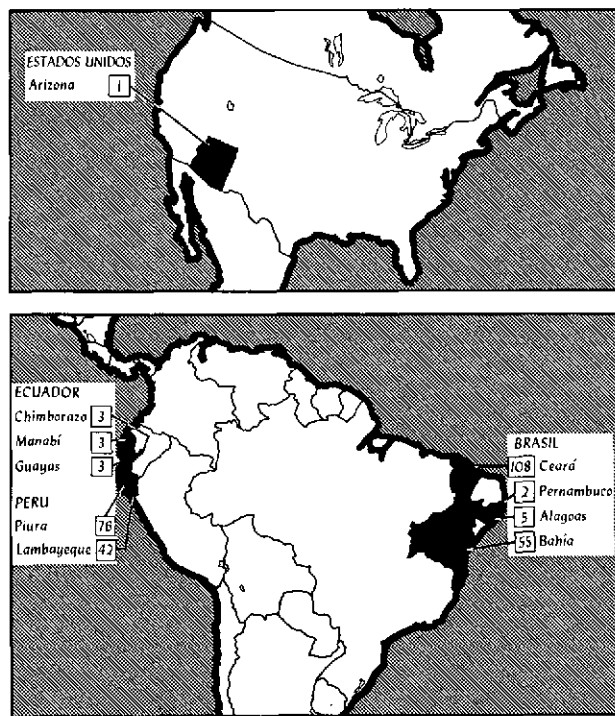 ESTADOS UNIDOS
Arizona 1
ECUADOR
Chimborazo 3
Manabí 3
Guayas 3
PERU
Piura 76
Lambayeque 42
BRASIL
108 Ceará
2 Pernambuco
5 Alagoas
55 Bahía